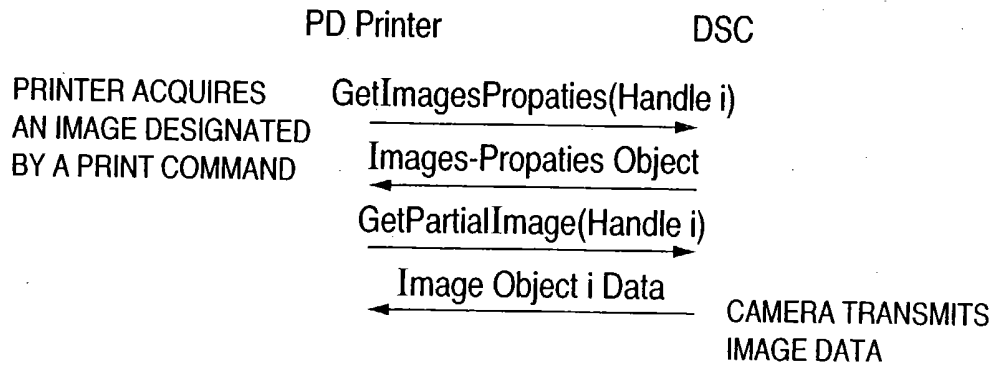 PD Printer DSC
PRINTER ACQUIRES
AN IMAGE DESIGNATED
BY A PRINT COMMAND
GetImagesPropaties(Handle i)
Images-Propaties Object
GetPartialImage(Handle i)
Image Object i Data
CAMERA TRANSMITS
IMAGE DATA